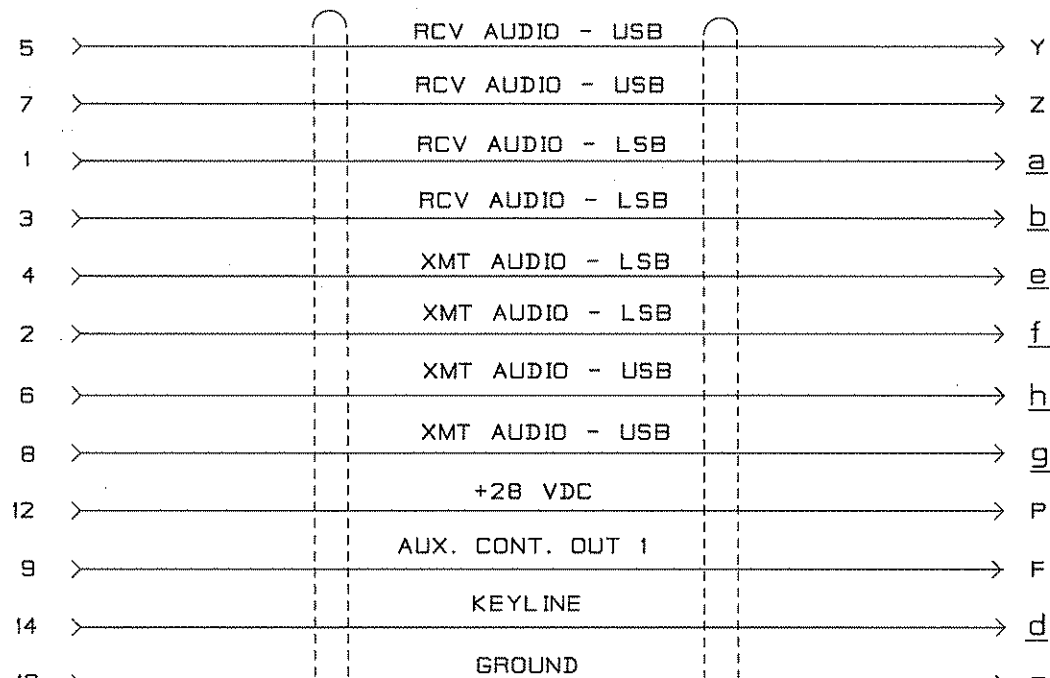 5 RCV AUDIO - USB Y
7 RCV AUDIO - USB Z
1 RCV AUDIO - LSB a
3 RCV AUDIO - LSB b
4 XMT AUDIO - LSB e
2 XMT AUDIO - LSB f
6 XMT AUDIO - USB h
8 XMT AUDIO - USB g
12 +28 VDC P
9 AUX. CONT. OUT 1 F
14 KEYLINE d
GROUND